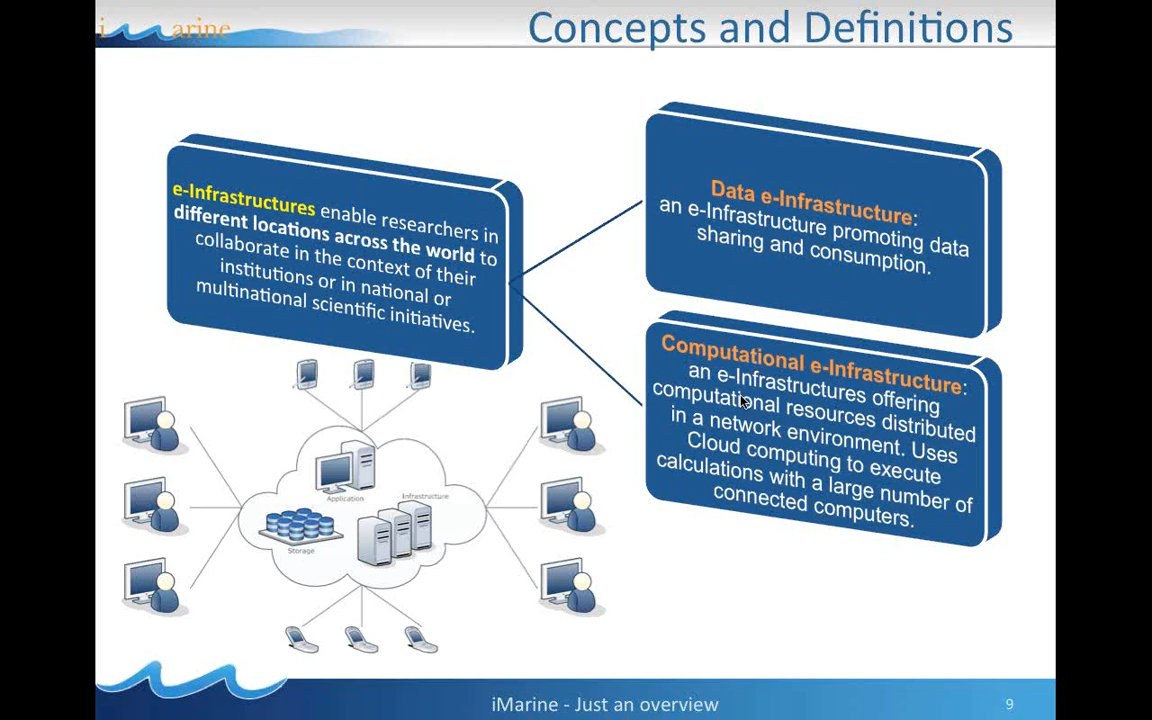 i marine
Concepts and Definitions
e-Infrastructures enable researchers in
different locations across the world to
collaborate in the context of their
institutions or in national or
multinational scientific initiatives.
Data e-Infrastructure:
an e-Infrastructure promoting data
sharing and consumption.
Computational e-Infrastructure:
an e-Infrastructures offering
computational resources distributed
in a network environment. Uses
Cloud computing to execute
calculations with a large number of
connected computers.
Application
Infrastructure
Storage
iMarine - Just an overview
9